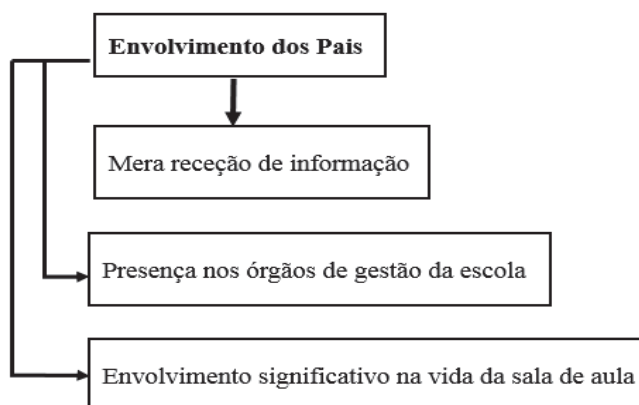 Envolvimento dos Pais
Mera receção de informação
Presença nos órgãos de gestão da escola
Envolvimento significativo na vida da sala de aula